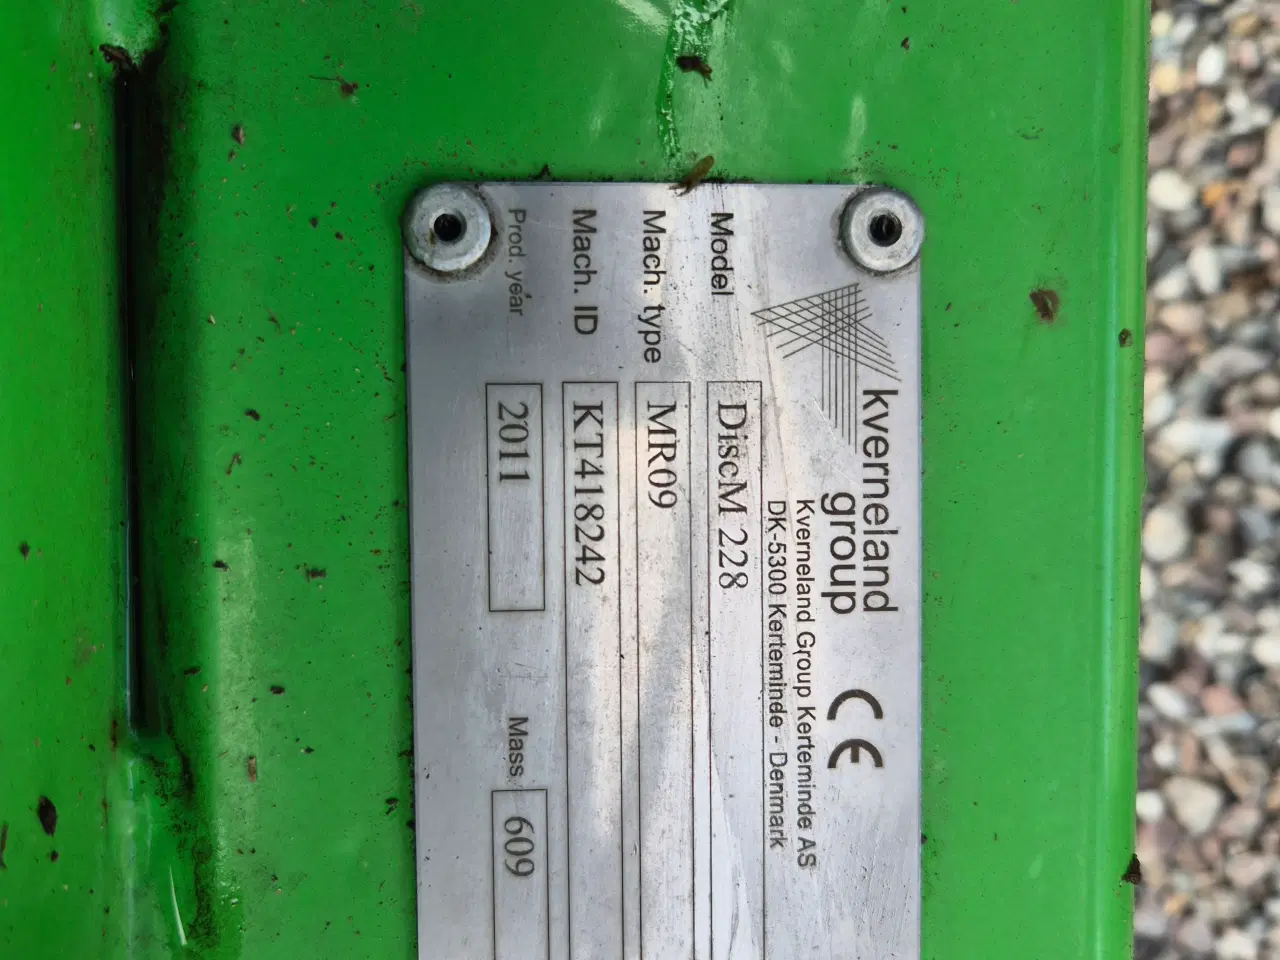 kverneland
group
CE
Kverneland Group Kerteminde AS
DK-5300 Kerteminde - Denmark
Model DiscM 228
Mach. type MR09
Mach. ID KT418242
Prod. year 2011 Mass 609